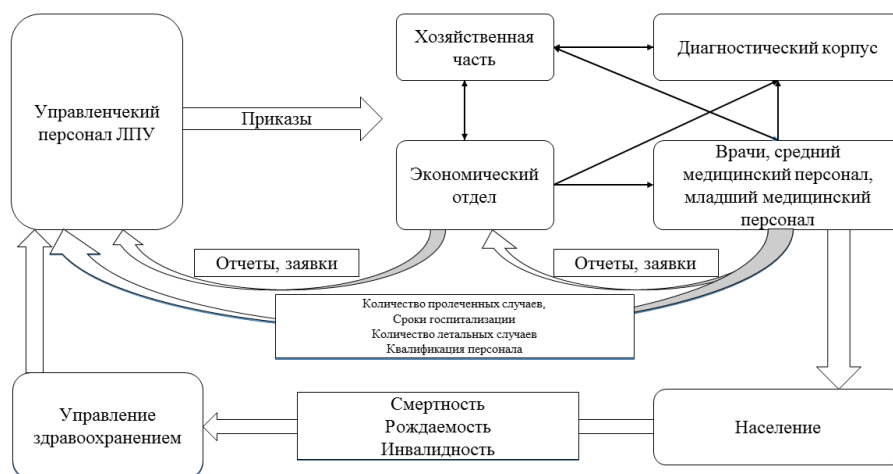 Хозяйственная
часть
Диагностический корпус
Управленчекий
персонал ЛПУ
Приказы
Экономический
отдел
Врачи, средний
медицинский персонал,
младший медицинский
персонал
Отчеты, заявки
Отчеты, заявки
Количество пролеченных случаев,
Сроки госпитализации
Количество летальных случаев
Квалификация персонала
Управление
здравоохранением
Смертность
Рождаемость
Инвалидность
Население